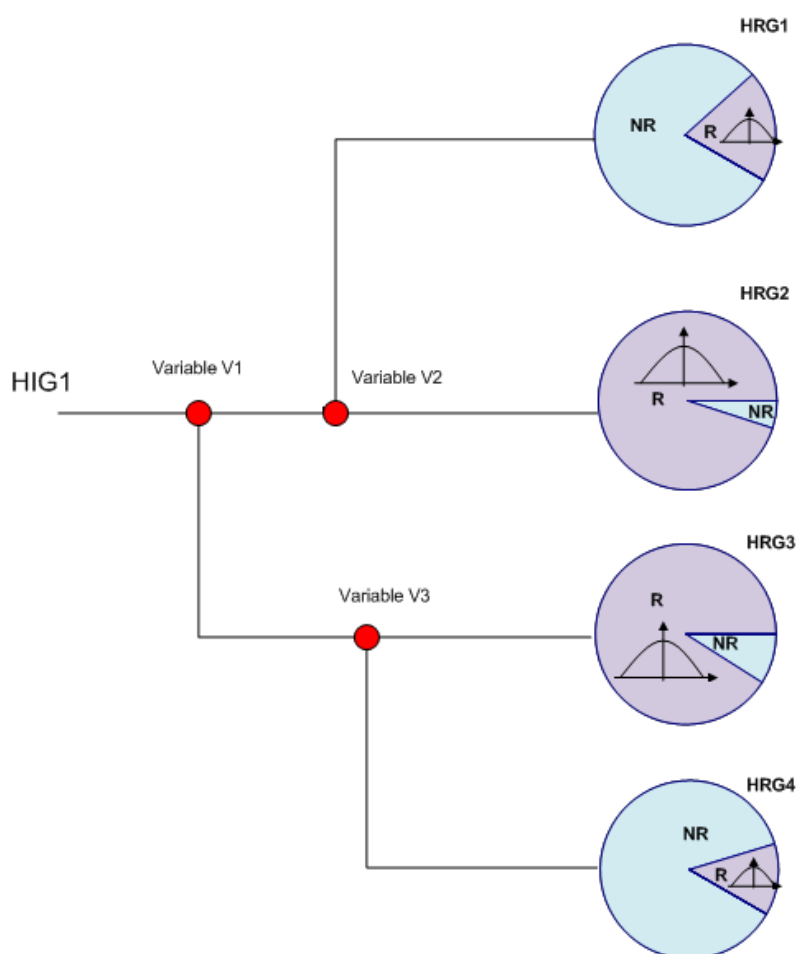 HRG1
NR
R
HRG2
R
NR
Variable V1
HIG1
Variable V2
HRG3
R
NR
Variable V3
HRG4
NR
R